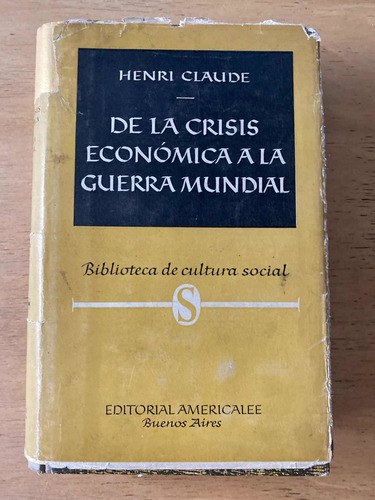 HENRI CLAUDE
DE LA CRISIS
ECONÓMICA A LA
GUERRA MUNDIAL
Biblioteca de cultura social
S
EDITORIAL AMERICALEE
Buenos Aires